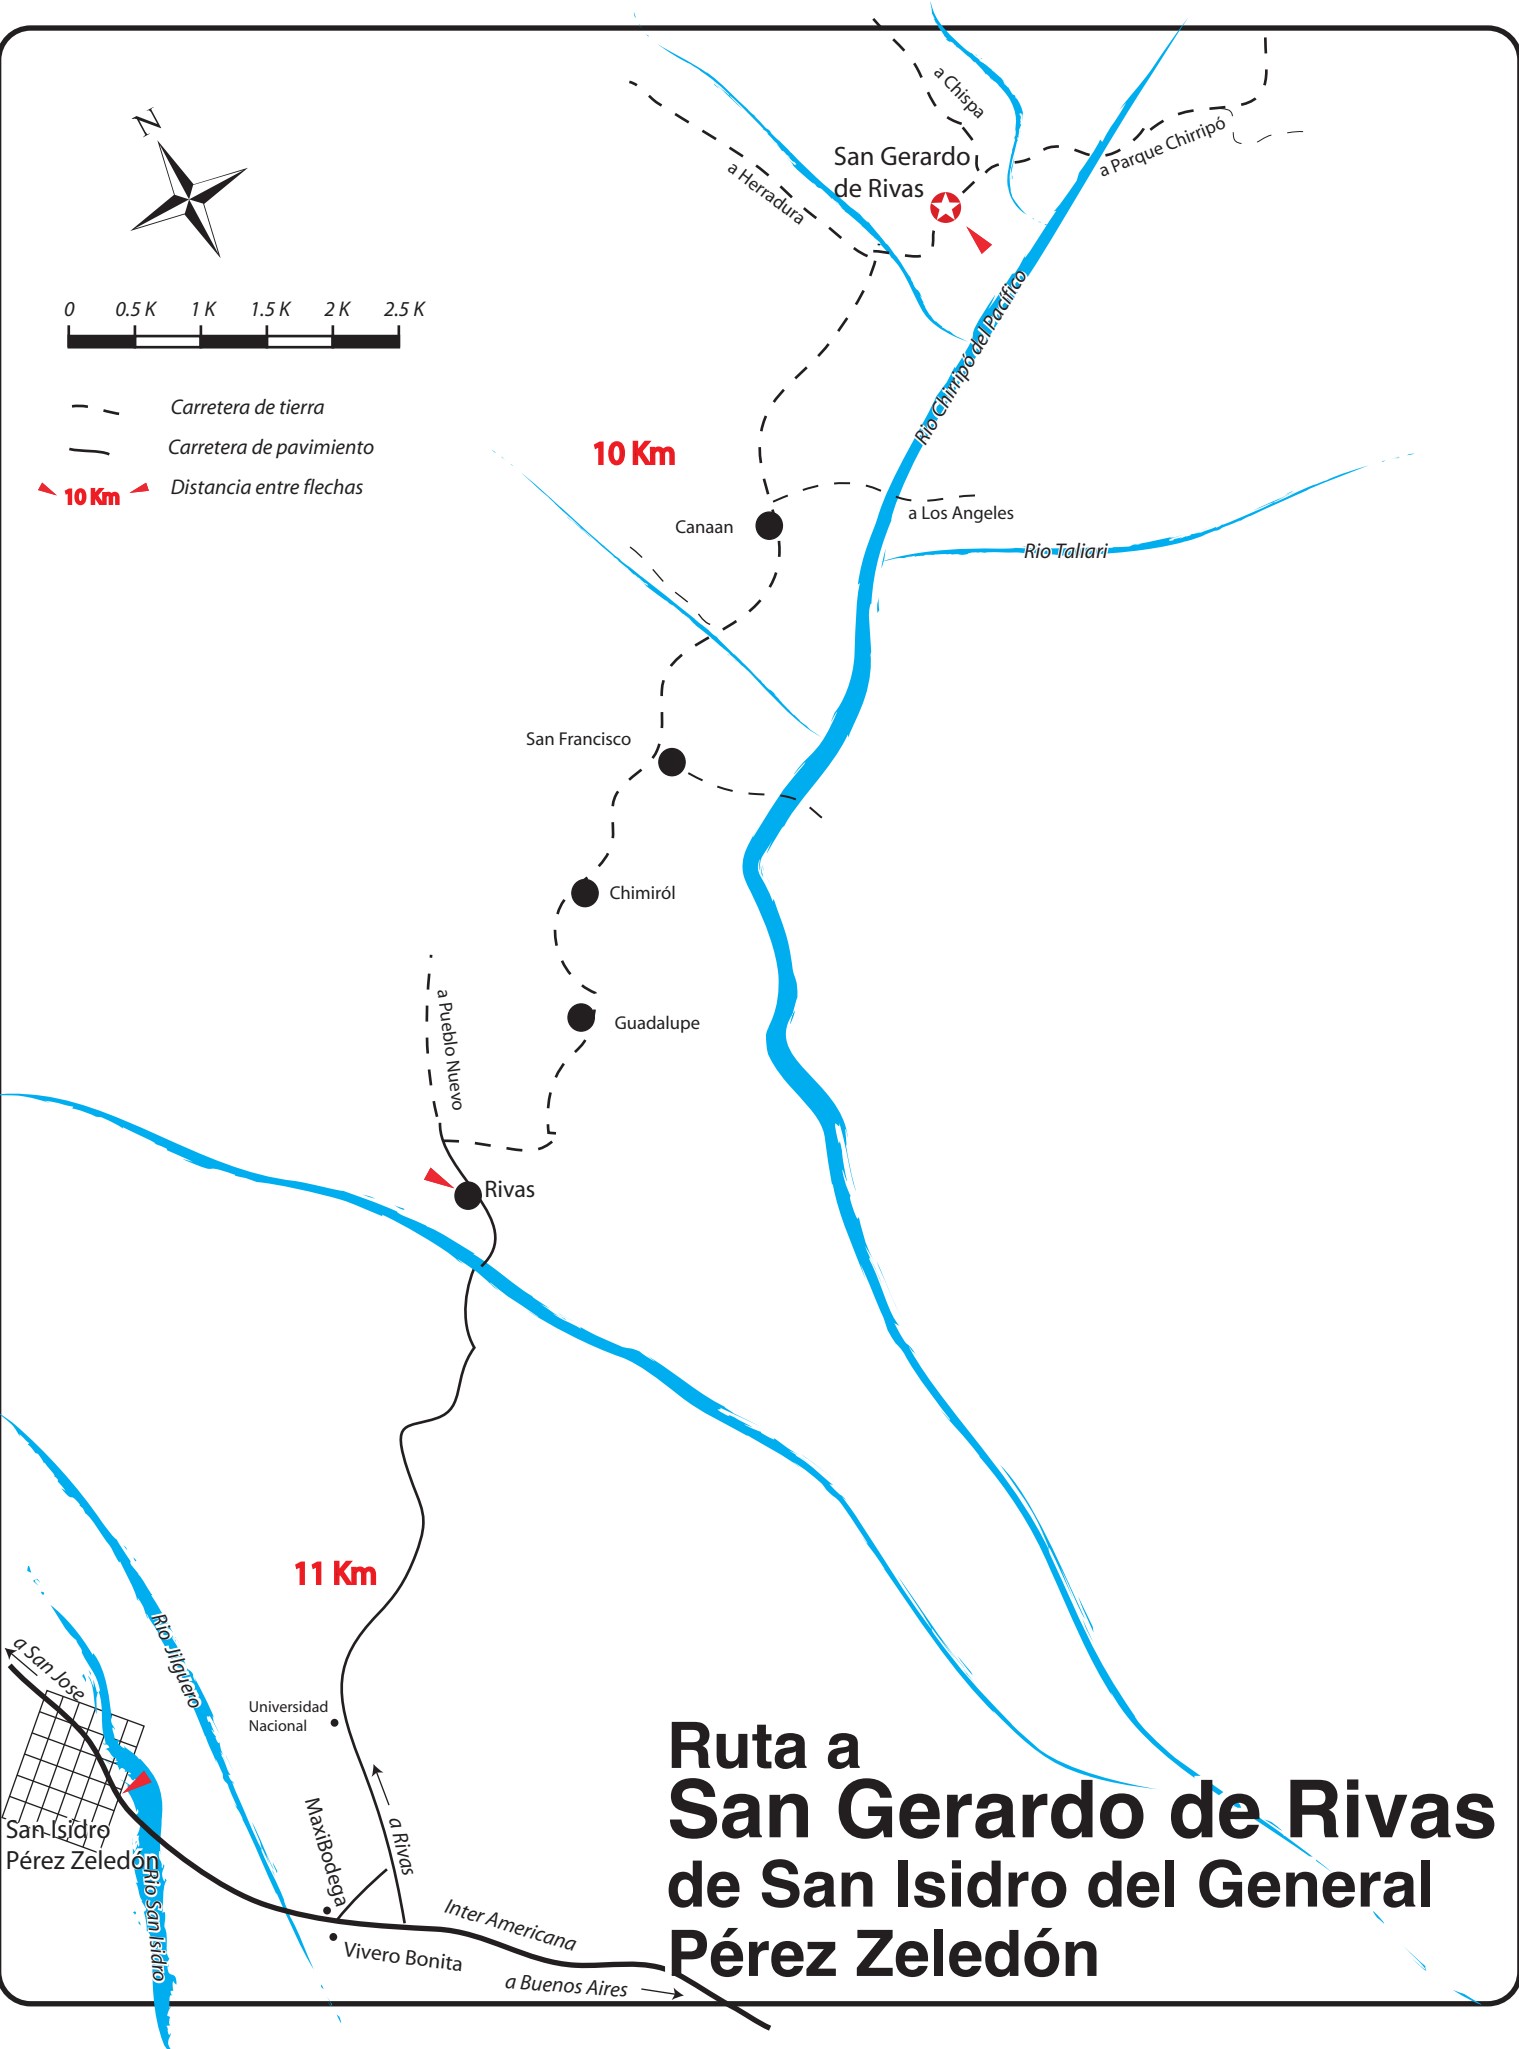 a Chispa
N
San Gerardo
de Rivas
a Parque Chirripó
a Herradura
0 0.5 K 1 K 1.5 K 2 K 2.5 K
Rio Chirripó del Pacífico
Carretera de tierra
Carretera de pavimiento
10 Km Distancia entre flechas
10 Km
Canaan
a Los Angeles
Rio Taliari
San Francisco
Chimiról
Guadalupe
a Pueblo Nuevo
Rivas
11 Km
Rio Jilguero
a San Jose
Universidad
Nacional
San Isidro
Pérez Zeledón
Rio San Isidro
MaxiBodega
a Rivas
Inter Americana
Vivero Bonita
a Buenos Aires
Ruta a
San Gerardo de Rivas
de San Isidro del General
Pérez Zeledón